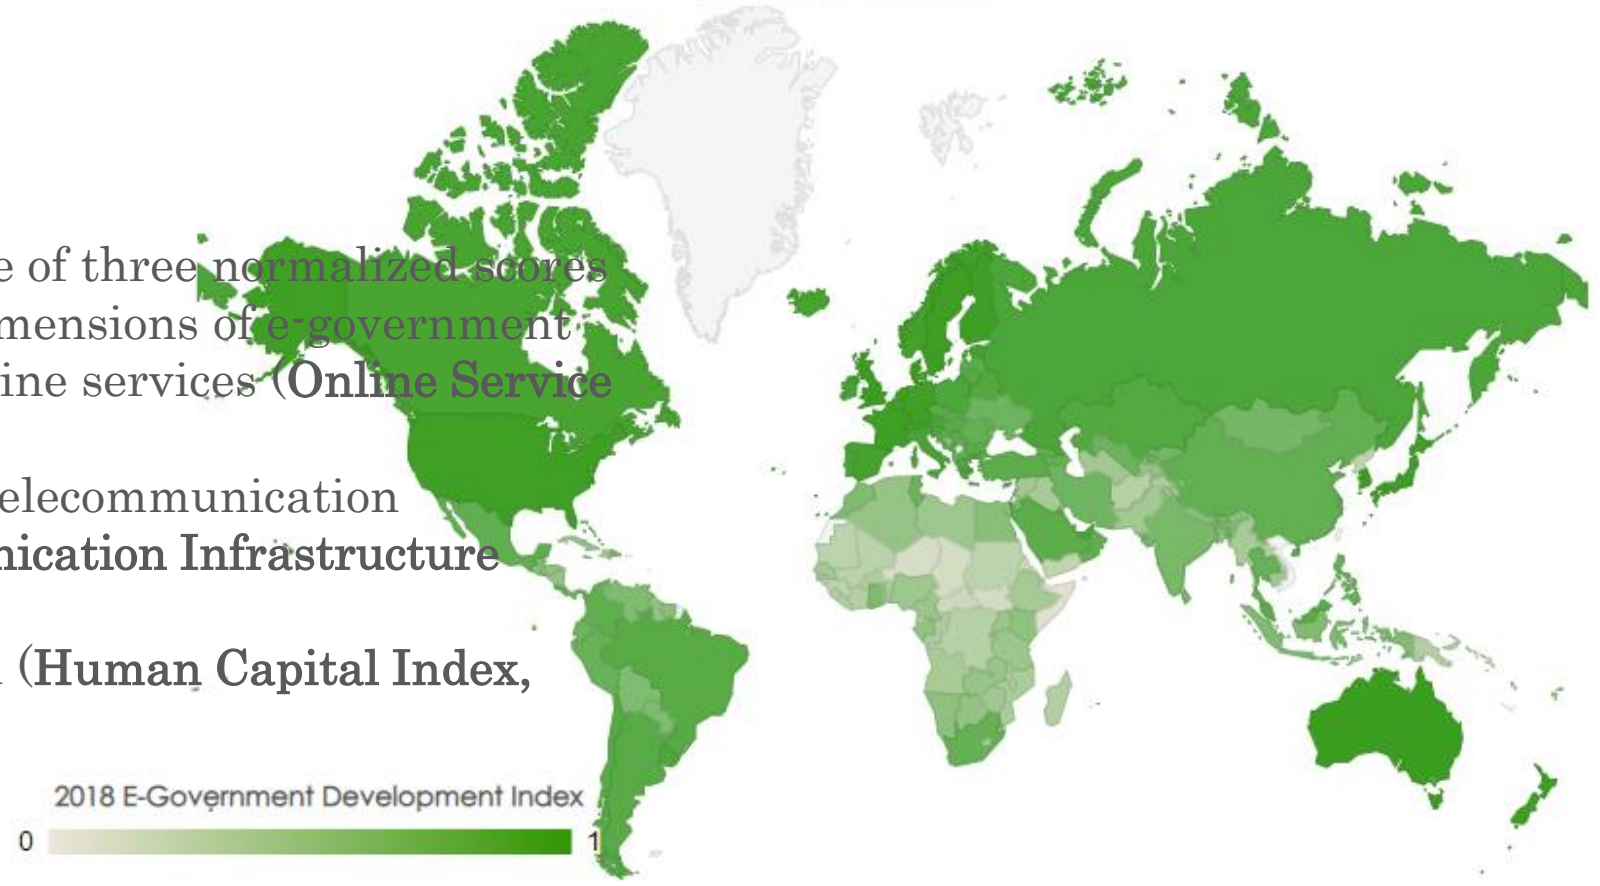 e of three normalized scores
mensions of e-government
ine services (Online Service
elecommunication
nication Infrastructure
(Human Capital Index,
2018 E-Government Development Index
0
1